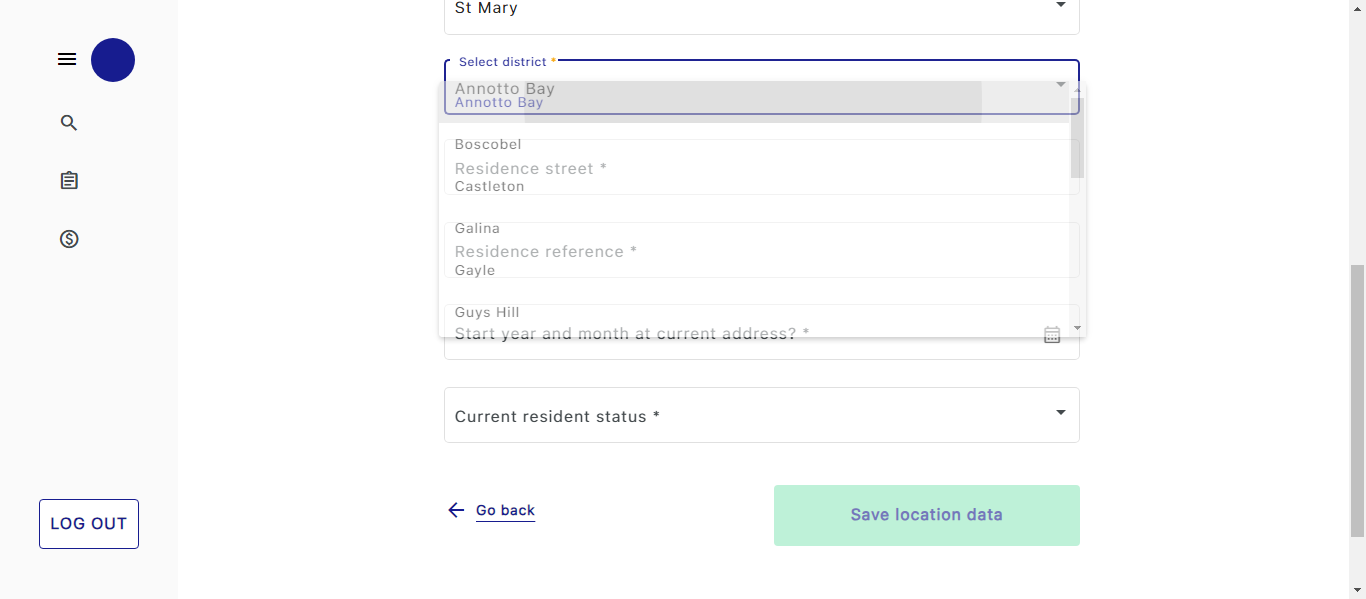 St Mary
Select district *
Annotto Bay
Annotto Bay
Boscobel
Residence street *
Castleton
Galina
Residence reference *
Gayle
Guys Hill
Start year and month at current address? *
Current resident status *
Go back
Save location data
LOG OUT